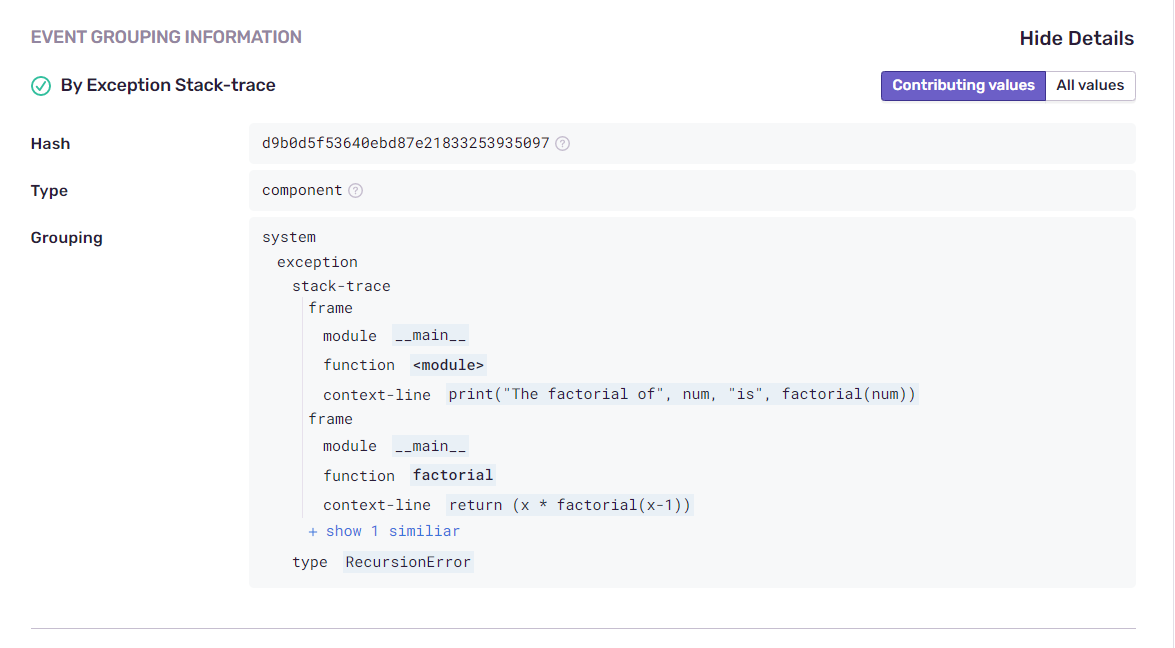 EVENT GROUPING INFORMATION
Hide Details
By Exception Stack-trace
Contributing values
All values
Hash
d9b0d5f53640ebd87e21833253935097 ?
Type
component ?
Grouping
system
exception
stack-trace
frame
module __main__
function <module>
context-line print("The factorial of", num, "is", factorial(num))
frame
module __main__
function factorial
context-line return (x * factorial(x-1))
+ show 1 similiar
type RecursionError